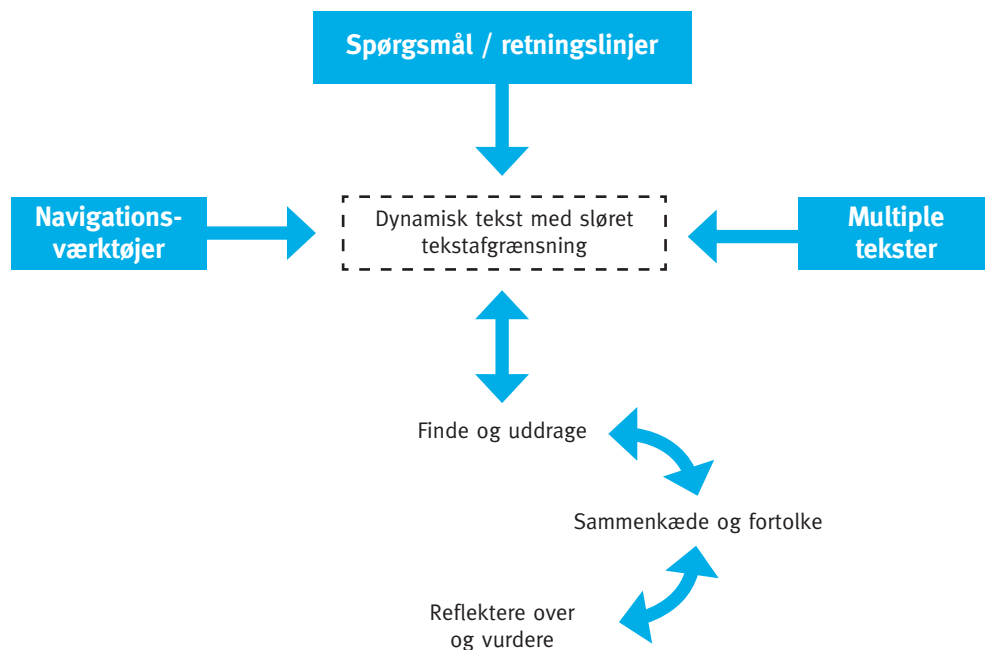 Spørgsmål / retningslinjer
Navigations-
værktøjer
Dynamisk tekst med sløret
tekstafgrænsning
Multiple
tekster
Finde og uddrage
Sammenkæde og fortolke
Reflektere over
og vurdere